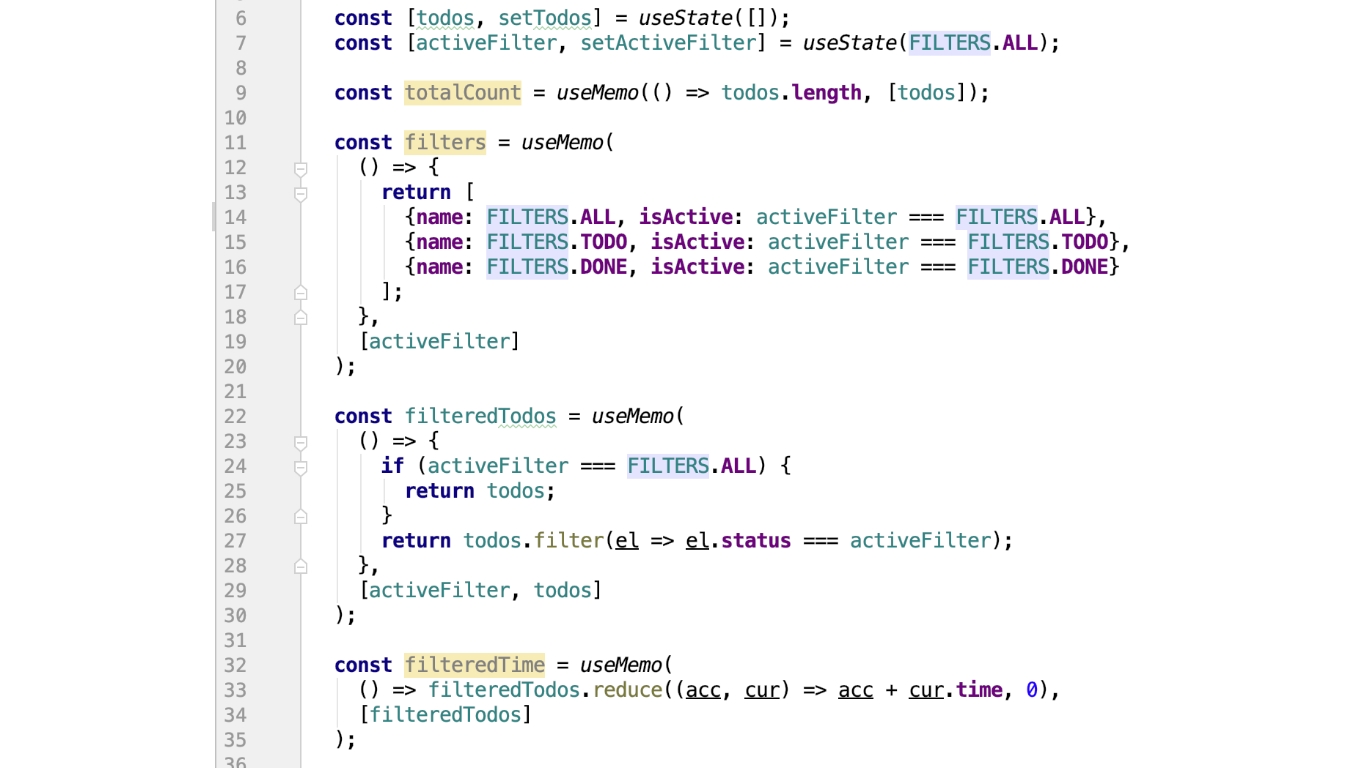 6 const [todos, setTodos] = useState([]);
7 const [activeFilter, setActiveFilter] = useState(FILTERS.ALL);
8
9 const totalCount = useMemo(() => todos.length, [todos]);
10
11 const filters = useMemo(
12 () => {
13 return [
14 {name: FILTERS.ALL, isActive: activeFilter === FILTERS.ALL},
15 {name: FILTERS.TODO, isActive: activeFilter === FILTERS.TODO},
16 {name: FILTERS.DONE, isActive: activeFilter === FILTERS.DONE}
17 ];
18 },
19 [activeFilter]
20 );
21
22 const filteredTodos = useMemo(
23 () => {
24 if (activeFilter === FILTERS.ALL) {
25 return todos;
26 }
27 return todos.filter(el => el.status === activeFilter);
28 },
29 [activeFilter, todos]
30 );
31
32 const filteredTime = useMemo(
33 () => filteredTodos.reduce((acc, cur) => acc + cur.time, 0),
34 [filteredTodos]
35 );
36